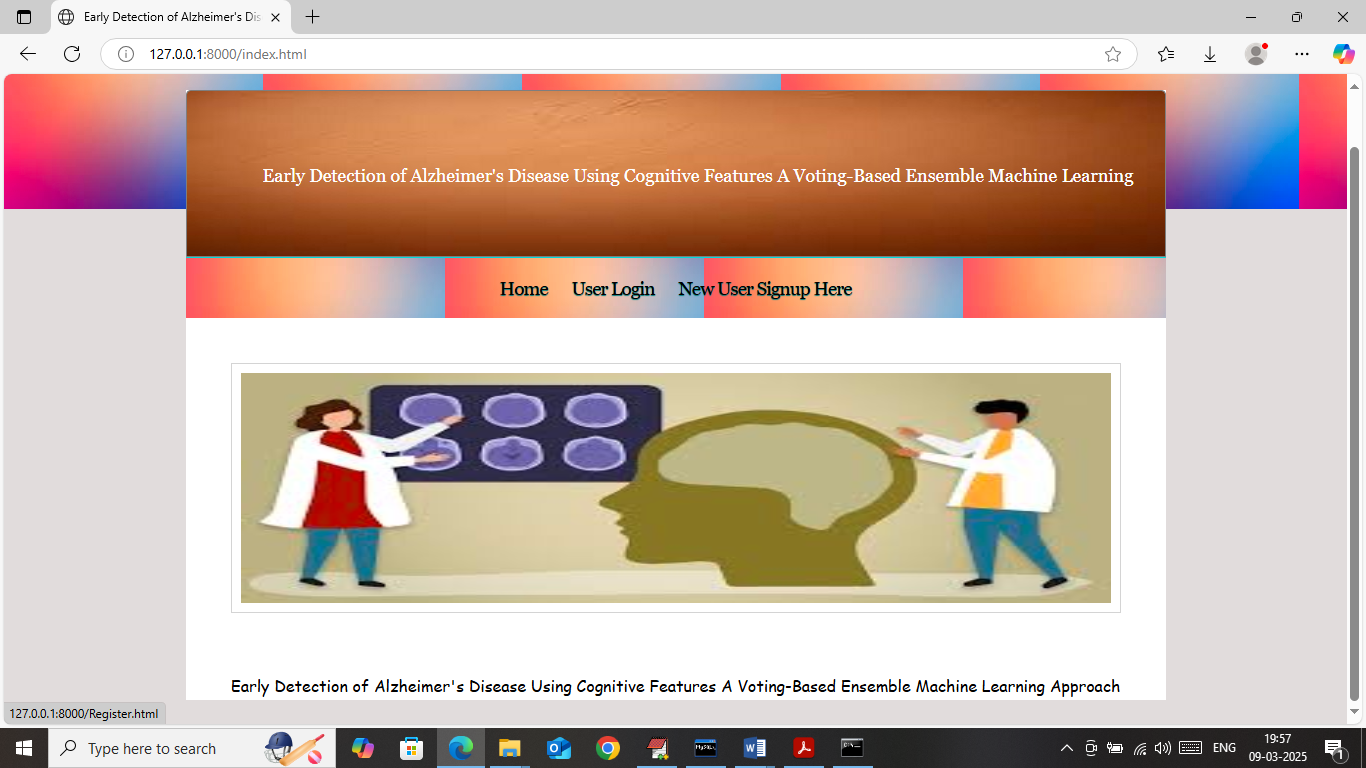 Early Detection of Alzheimer's Dis
127.0.0.1:8000/index.html
Early Detection of Alzheimer's Disease Using Cognitive Features A Voting-Based Ensemble Machine Learning
Home User Login New User Signup Here
Early Detection of Alzheimer's Disease Using Cognitive Features A Voting-Based Ensemble Machine Learning Approach
127.0.0.1:8000/Register.html
Type here to search
MySQL
ENG
19:57
09-03-2025
1